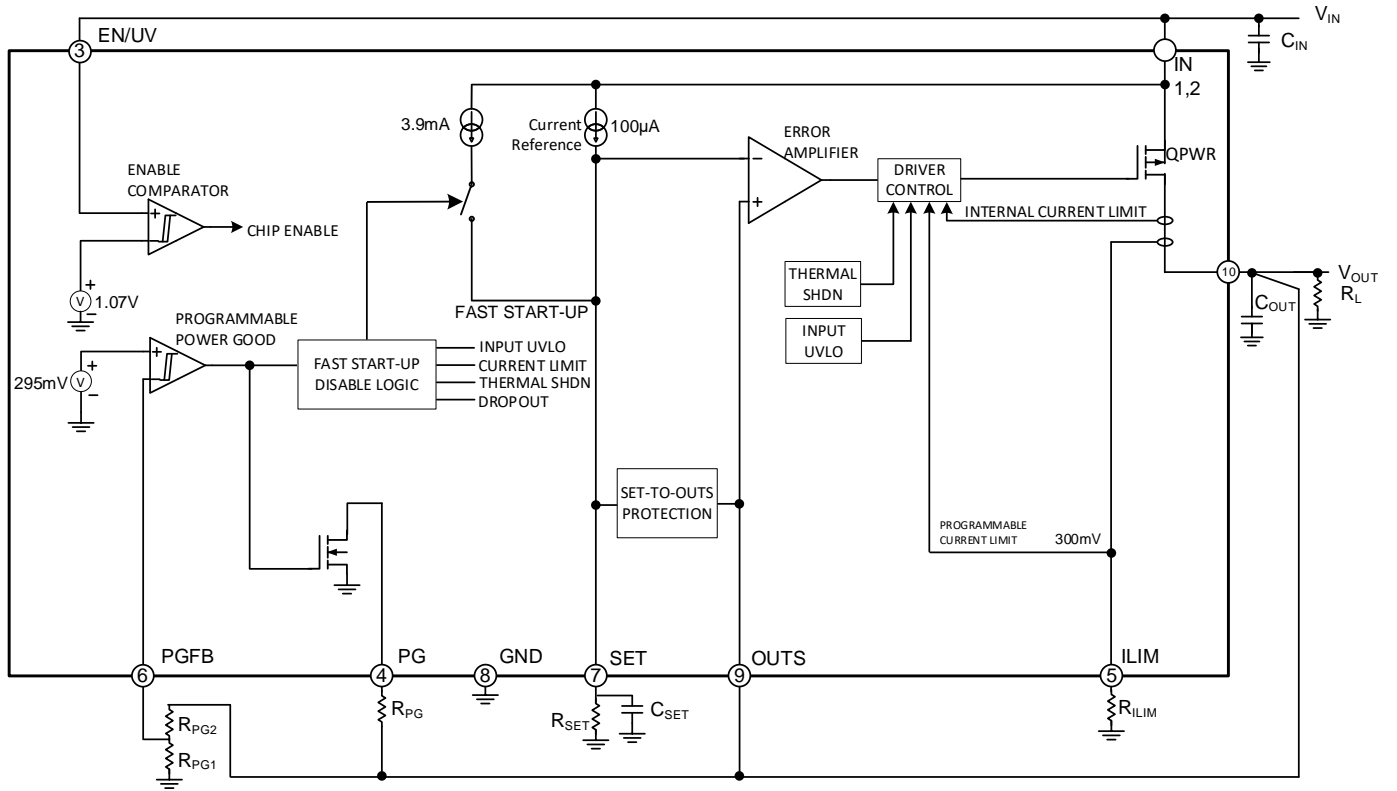 V_IN
EN/UV
3
C_IN
IN
1,2
3.9mA
Current
Reference
100µA
ERROR
AMPLIFIER
QPWR
ENABLE
COMPARATOR
DRIVER
CONTROL
−
+
+
CHIP ENABLE
INTERNAL CURRENT LIMIT
+
V
1.07V
−
THERMAL
SHDN
10
V_OUT
R_L
C_OUT
FAST START-UP
PROGRAMMABLE
POWER GOOD
INPUT
UVLO
+
+
295mV
V
−
FAST START-UP
DISABLE LOGIC
INPUT UVLO
CURRENT LIMIT
THERMAL SHDN
DROPOUT
SET-TO-OUTS
PROTECTION
PROGRAMMABLE
CURRENT LIMIT
300mV
PGFB
6
PG
4
GND
8
SET
7
OUTS
9
ILIM
5
R_PG2
R_PG1
R_PG
R_SET
C_SET
R_ILIM